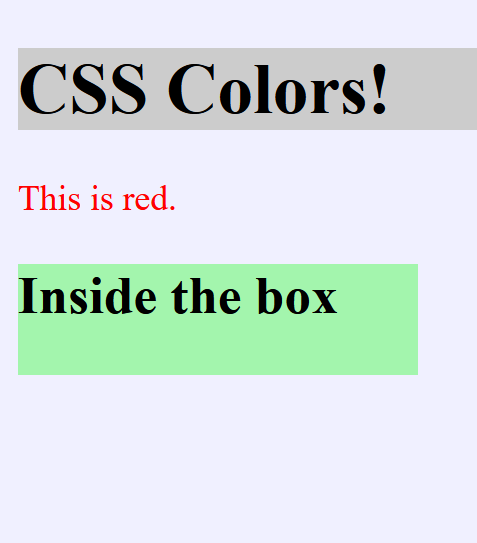 CSS Colors!
This is red.
Inside the box